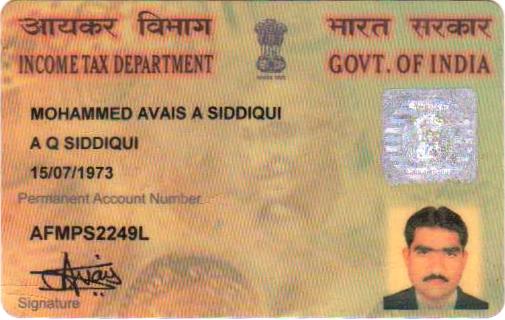 आयकर विभाग
INCOME TAX DEPARTMENT
भारत सरकार
GOVT. OF INDIA
MOHAMMED AVAIS A SIDDIQUI
A Q SIDDIQUI
15/07/1973
Permanent Account Number
AFMPS2249L
Avais
Signature